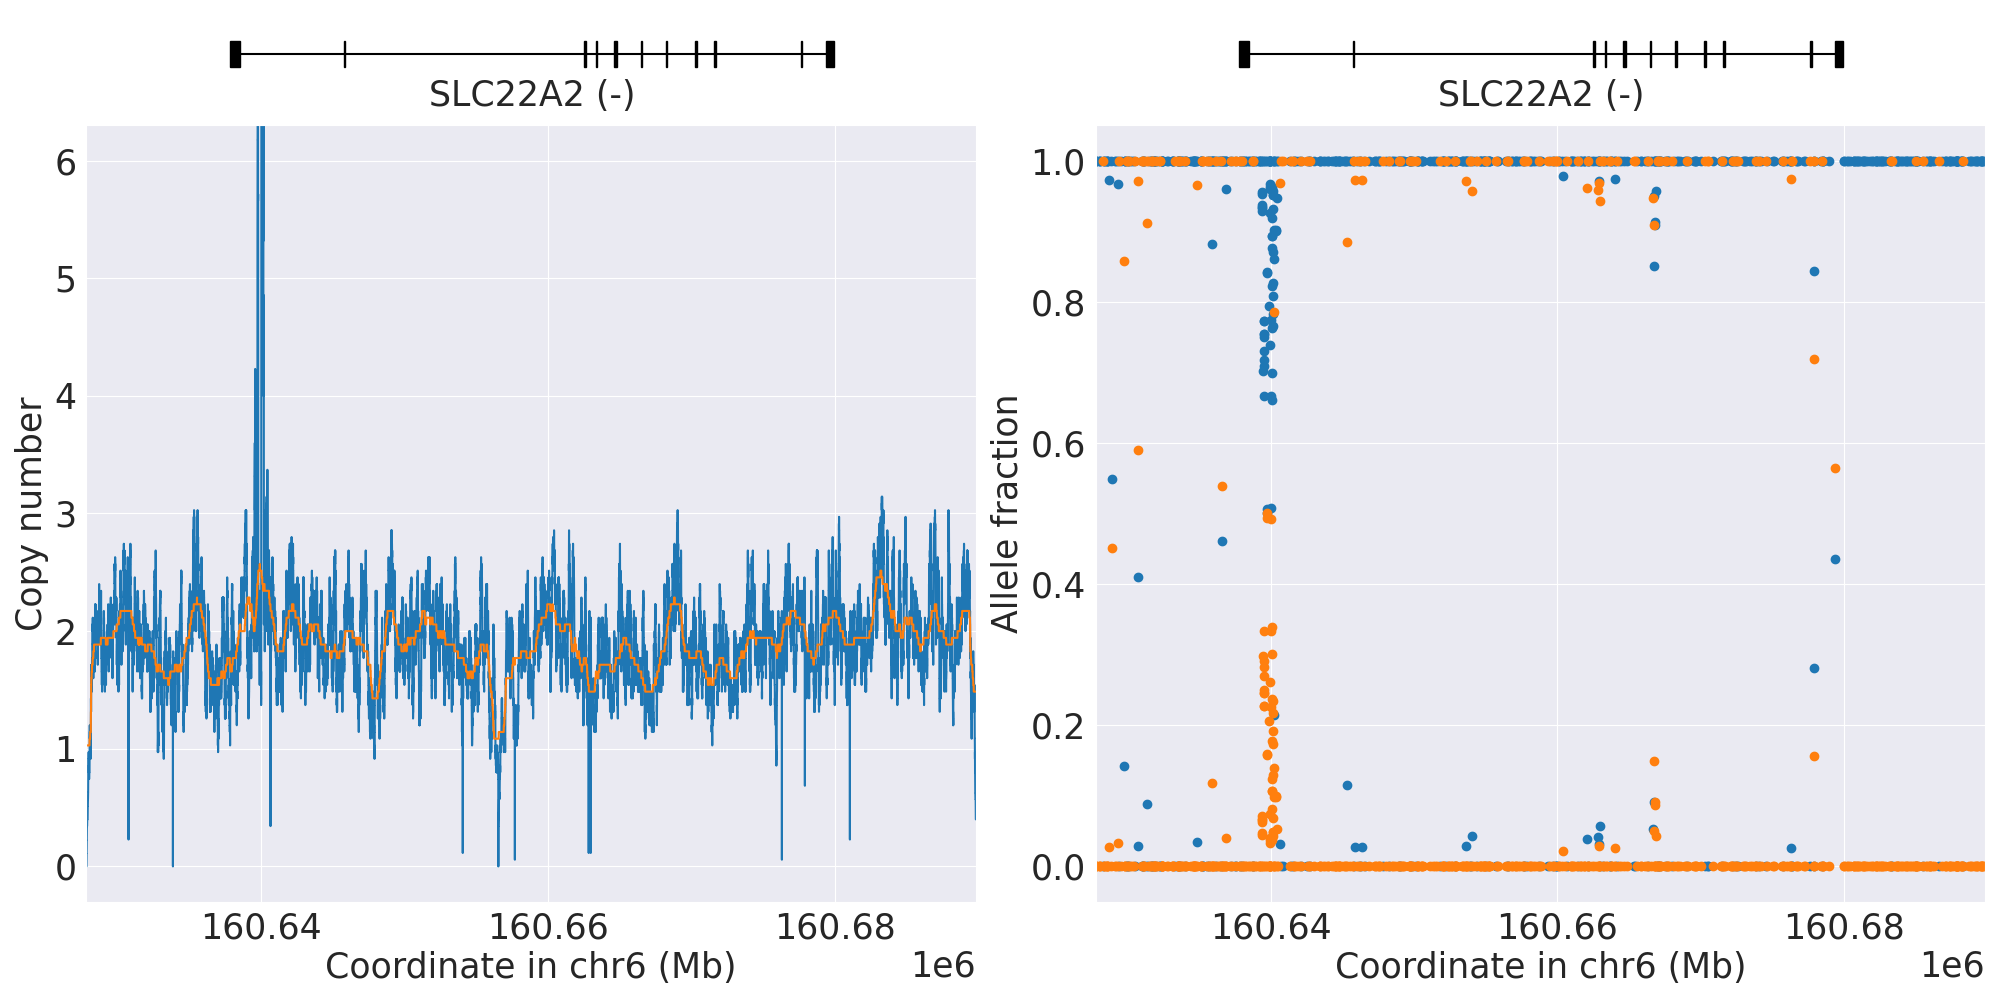 SLC22A2 (-)
6
5
4
3
2
1
0
Copy number
160.64 160.66 160.68
Coordinate in chr6 (Mb) 1e6
SLC22A2 (-)
1.0
0.8
0.6
0.4
0.2
0.0
Allele fraction
160.64 160.66 160.68
Coordinate in chr6 (Mb) 1e6